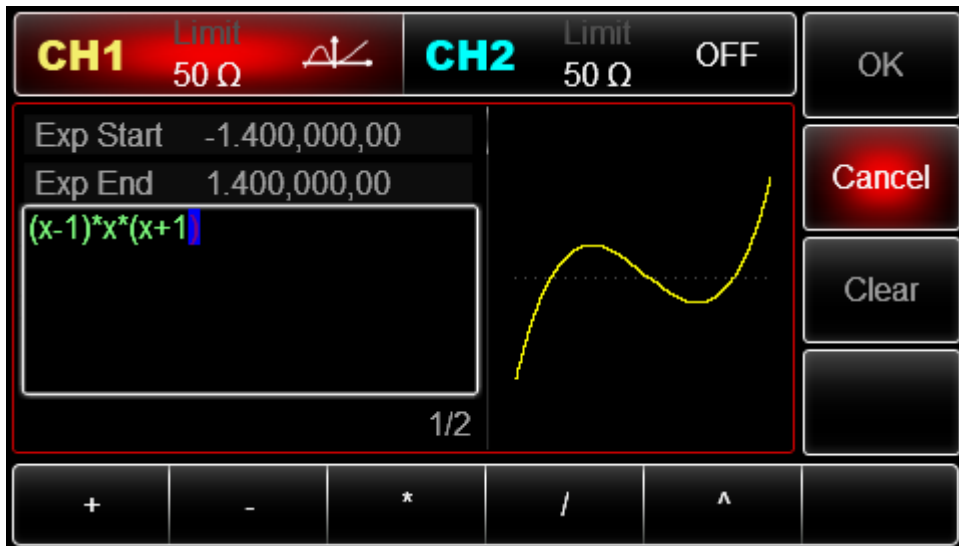 CH1 Limit 50 Ω CH2 Limit 50 Ω OFF
OK
Exp Start -1.400,000,00
Exp End 1.400,000,00
Cancel
(x-1)*x*(x+1)
Clear
1/2
+ - * / ^